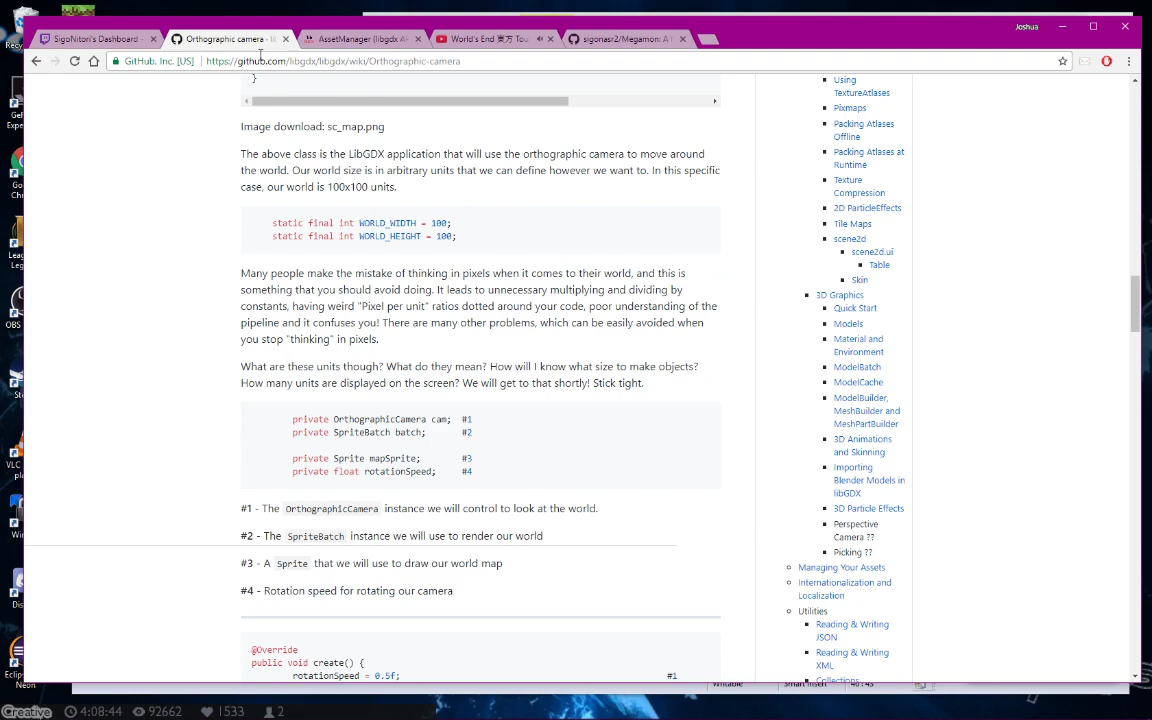 Joshua
SigoNitori's Dashboard
Orthographic camera · li
AssetManager (libgdx AP
World's End 東方 Tou
sigonasr2/Megamon: A
GitHub, Inc. [US]
https://github.com/libgdx/libgdx/wiki/Orthographic-camera
}
Image download: sc_map.png
The above class is the LibGDX application that will use the orthographic camera to move around
the world. Our world size is in arbitrary units that we can define however we want to. In this specific
case, our world is 100x100 units.
static final int WORLD_WIDTH = 100;
static final int WORLD_HEIGHT = 100;
Many people make the mistake of thinking in pixels when it comes to their world, and this is
something that you should avoid doing. It leads to unnecessary multiplying and dividing by
constants, having weird "Pixel per unit" ratios dotted around your code, poor understanding of the
pipeline and it confuses you! There are many other problems, which can be easily avoided when
you stop "thinking" in pixels.
What are these units though? What do they mean? How will I know what size to make objects?
How many units are displayed on the screen? We will get to that shortly! Stick tight.
private OrthographicCamera cam; #1
private SpriteBatch batch; #2
private Sprite mapSprite; #3
private float rotationSpeed; #4
#1 - The OrthographicCamera instance we will control to look at the world.
#2 - The SpriteBatch instance we will use to render our world
#3 - A Sprite that we will use to draw our world map
#4 - Rotation speed for rotating our camera
@Override
public void create() {
rotationSpeed = 0.5f; #1
Using
TextureAtlases
Pixmaps
Packing Atlases
Offline
Packing Atlases at
Runtime
Texture
Compression
2D ParticleEffects
Tile Maps
scene2d
scene2d.ui
Table
Skin
3D Graphics
Quick Start
Models
Material and
Environment
ModelBatch
ModelCache
ModelBuilder,
MeshBuilder and
MeshPartBuilder
3D Animations
and Skinning
Importing
Blender Models in
libGDX
3D Particle Effects
Perspective
Camera ??
Picking ??
Managing Your Assets
Internationalization and
Localization
Utilities
Reading & Writing
JSON
Reading & Writing
XML
Collections
Writable
Smart Insert
Creative
4:08:44
92662
1533
2